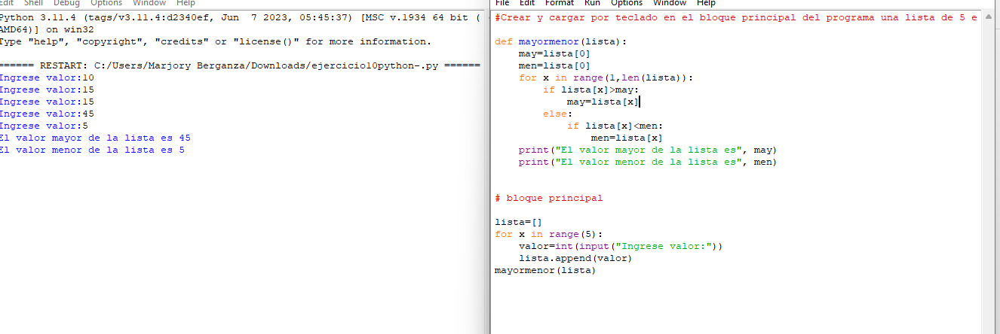 Edit Shell Debug Options Window Help
Python 3.11.4 (tags/v3.11.4:d2340ef, Jun  7 2023, 05:45:37) [MSC v.1934 64 bit (
AMD64)] on win32
Type "help", "copyright", "credits" or "license()" for more information.
====== RESTART: C:/Users/Marjory Berganza/Downloads/ejercicio10python-.py ======
Ingrese valor:10
Ingrese valor:15
Ingrese valor:15
Ingrese valor:45
Ingrese valor:5
El valor mayor de la lista es 45
El valor menor de la lista es 5
File Edit Format Run Options Window Help
#Crear y cargar por teclado en el bloque principal del programa una lista de 5 e
def mayormenor(lista):
    may=lista[0]
    men=lista[0]
    for x in range(1,len(lista)):
        if lista[x]>may:
            may=lista[x]
        else:
            if lista[x]<men:
                men=lista[x]
    print("El valor mayor de la lista es", may)
    print("El valor menor de la lista es", men)
# bloque principal
lista=[]
for x in range(5):
    valor=int(input("Ingrese valor:"))
    lista.append(valor)
mayormenor(lista)